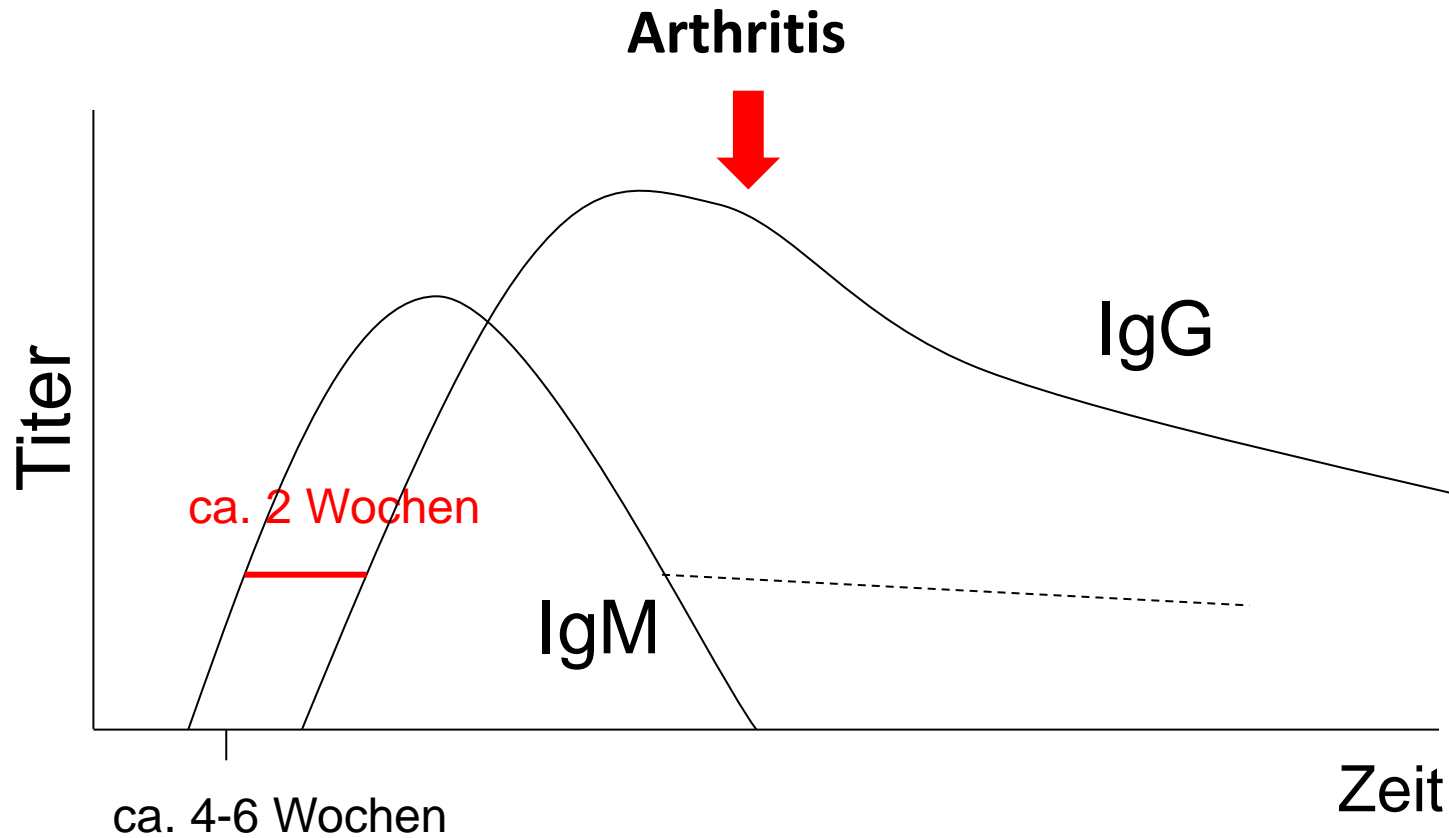 Arthritis
IgG
Titer
ca. 2 Wochen
IgM
Zeit
ca. 4-6 Wochen